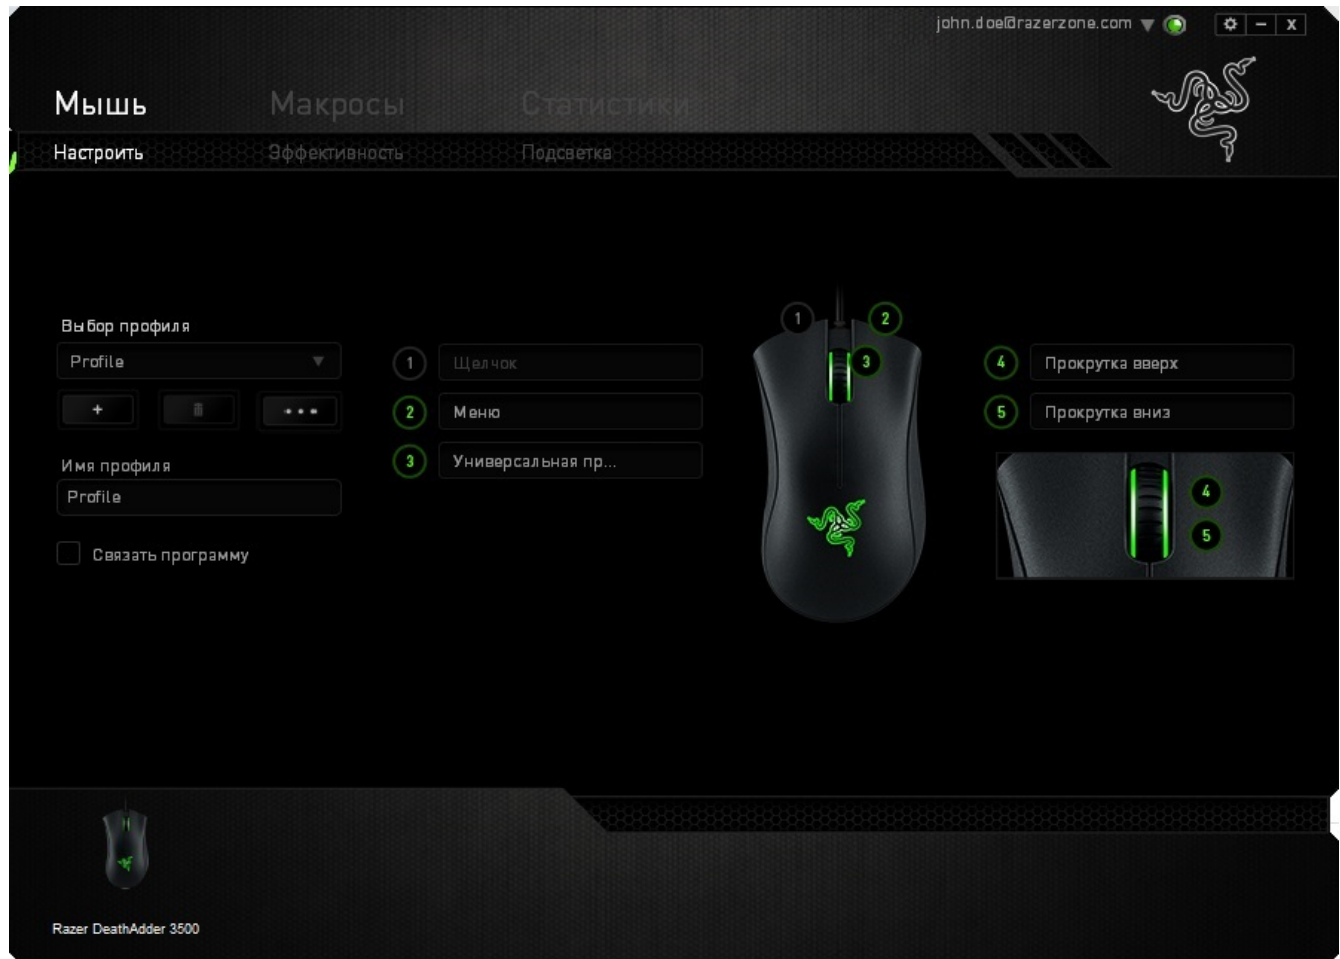 john.doe@razerzone.com
X
Мышь Макросы Статистики
Настроить Эффективность Подсветка
Выбор профиля
Profile
Имя профиля
Profile
Связать программу
1 Щелчок
2 Меню
3 Универсальная пр...
1 2
3
4 Прокрутка вверх
5 Прокрутка вниз
4
5
Razer DeathAdder 3500